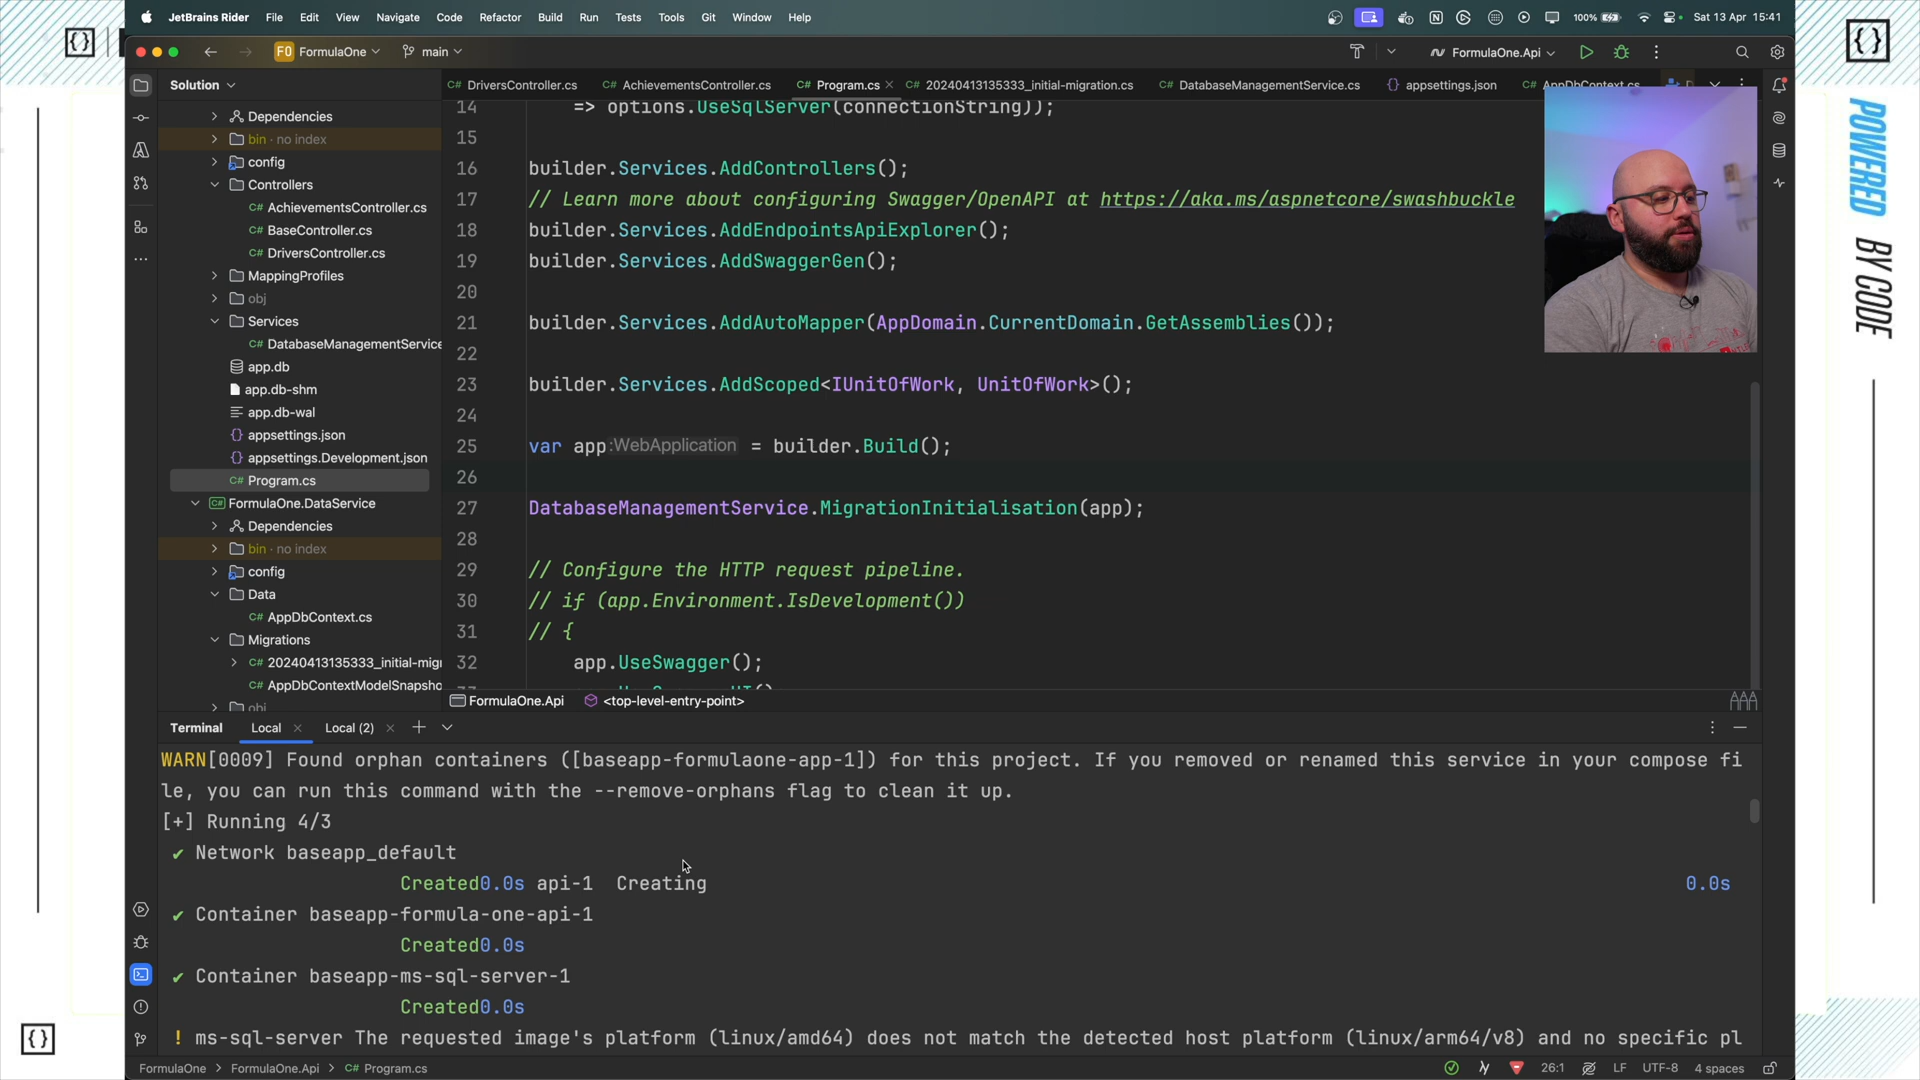 JetBrains Rider File Edit View Navigate Code Refactor Build Run Tests Tools Git Window Help 100% Sat 13 Apr 15:41
{}
{}
FO FormulaOne main FormulaOne.Api
Solution
DriversController.cs AchievementsController.cs Program.cs 20240413135333_initial-migration.cs DatabaseManagementService.cs appsettings.json AppDbContext.cs
Dependencies
bin · no index
config
Controllers
C# AchievementsController.cs
C# BaseController.cs
C# DriversController.cs
MappingProfiles
obj
Services
C# DatabaseManagementService
app.db
app.db-shm
app.db-wal
{} appsettings.json
{} appsettings.Development.json
C# Program.cs
C# FormulaOne.DataService
Dependencies
bin · no index
config
Data
C# AppDbContext.cs
Migrations
C# 20240413135333_initial-migr
C# AppDbContextModelSnapsho
obj
14 => options.UseSqlServer(connectionString));
15
16 builder.Services.AddControllers();
17 // Learn more about configuring Swagger/OpenAPI at https://aka.ms/aspnetcore/swashbuckle
18 builder.Services.AddEndpointsApiExplorer();
19 builder.Services.AddSwaggerGen();
20
21 builder.Services.AddAutoMapper(AppDomain.CurrentDomain.GetAssemblies());
22
23 builder.Services.AddScoped<IUnitOfWork, UnitOfWork>();
24
25 var app:WebApplication = builder.Build();
26
27 DatabaseManagementService.MigrationInitialisation(app);
28
29 // Configure the HTTP request pipeline.
30 // if (app.Environment.IsDevelopment())
31 // {
32 app.UseSwagger();
FormulaOne.Api <top-level-entry-point>
Terminal Local Local (2)
WARN[0009] Found orphan containers ([baseapp-formulaone-app-1]) for this project. If you removed or renamed this service in your compose fi
le, you can run this command with the --remove-orphans flag to clean it up.
[+] Running 4/3
✔ Network baseapp_default
Created0.0s api-1 Creating 0.0s
✔ Container baseapp-formula-one-api-1
Created0.0s
✔ Container baseapp-ms-sql-server-1
Created0.0s
! ms-sql-server The requested image's platform (linux/amd64) does not match the detected host platform (linux/arm64/v8) and no specific pl
FormulaOne > FormulaOne.Api > C# Program.cs 26:1 LF UTF-8 4 spaces
{}
POWERED BY CODE